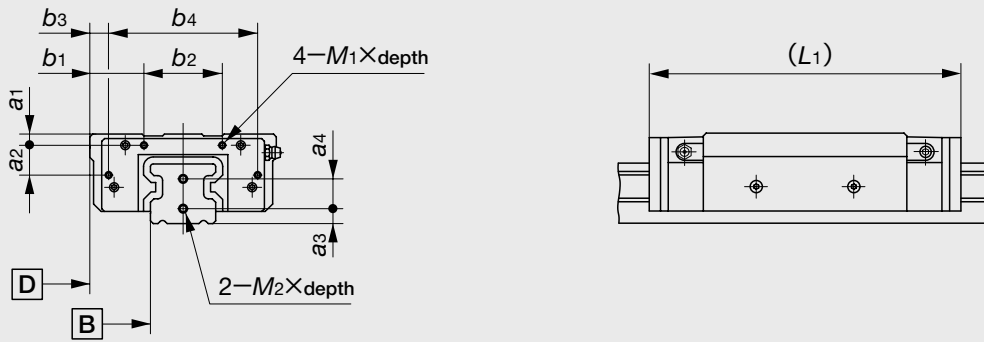 b3 b4
b1 b2
4−M1×depth
(L1)
a1
a2
a4
a3
D
2−M2×depth
B